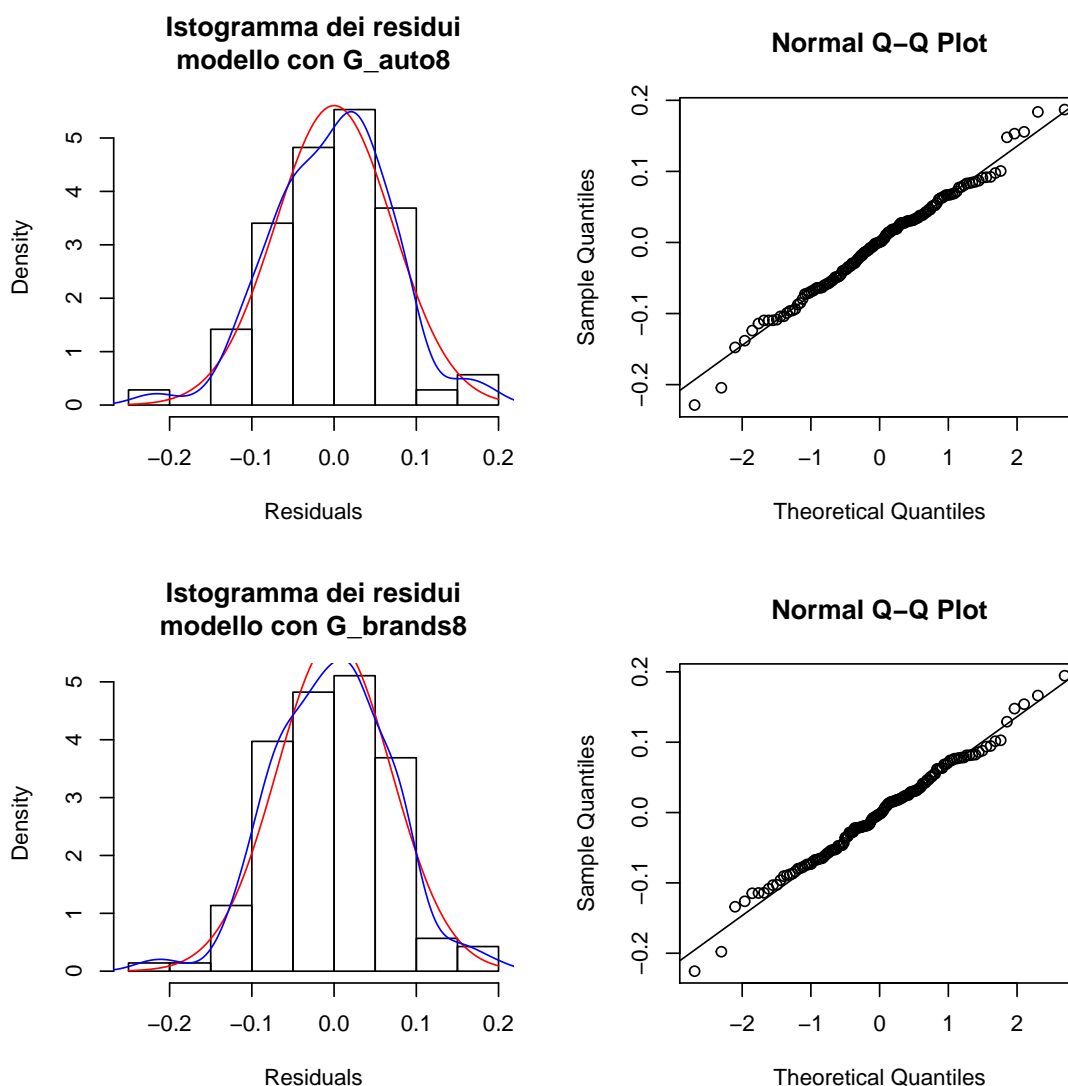 Istogramma dei residui
modello con G_auto8
Density
0 1 2 3 4 5
−0.2 −0.1 0.0 0.1 0.2
Residuals
Normal Q−Q Plot
Sample Quantiles
−0.2 −0.1 0.0 0.1 0.2
−2 −1 0 1 2
Theoretical Quantiles
Istogramma dei residui
modello con G_brands8
Density
0 1 2 3 4 5
−0.2 −0.1 0.0 0.1 0.2
Residuals
Normal Q−Q Plot
Sample Quantiles
−0.2 −0.1 0.0 0.1 0.2
−2 −1 0 1 2
Theoretical Quantiles